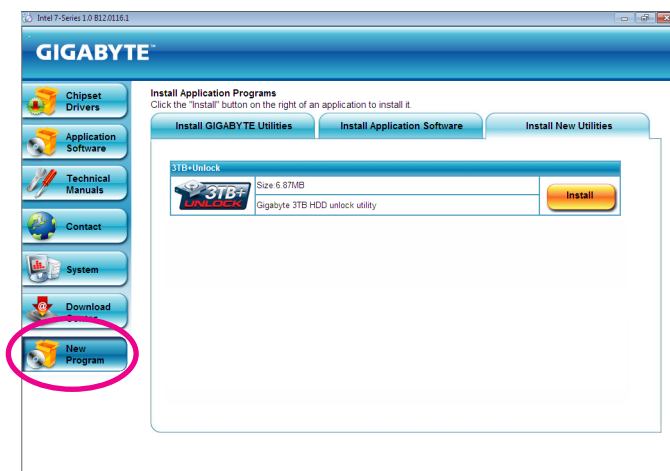 Intel 7-Series 1.0 B12.0116.1
GIGABYTE™
Chipset
Drivers
Application
Software
Technical
Manuals
Contact
System
Download
Center
New
Program
Install Application Programs
Click the "Install" button on the right of an application to install it.
Install GIGABYTE Utilities
Install Application Software
Install New Utilities
3TB+Unlock
3TB+
UNLOCK
Size:6.87MB
Gigabyte 3TB HDD unlock utility
Install